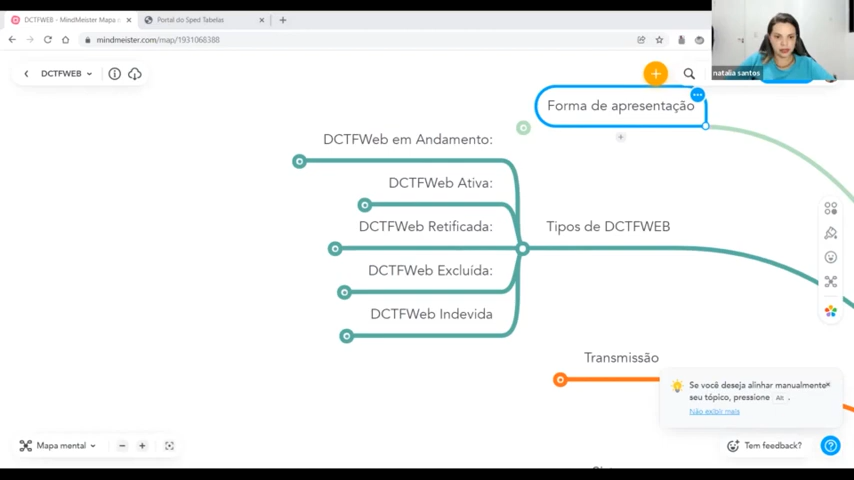 DCTFWEB - MindMeister Mapa
Portal do Sped Tabelas
mindmeister.com/map/1931068388
natalia santos
DCTFWEB
Forma de apresentação
DCTFWeb em Andamento:
DCTFWeb Ativa:
DCTFWeb Retificada:
Tipos de DCTFWEB
DCTFWeb Excluída:
DCTFWeb Indevida
Transmissão
Se você deseja alinhar manualmente
seu tópico, pressione Alt .
Não exibir mais
Mapa mental
Tem feedback?